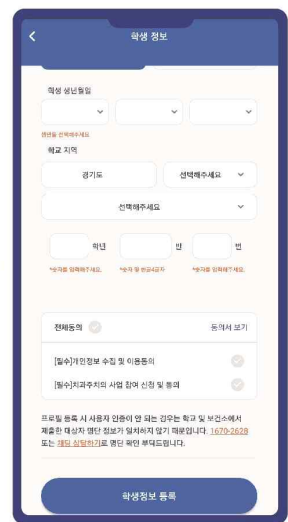 학생 정보
학생 생년월일
생년을 선택해주세요
학교 지역
경기도 선택해주세요
선택해주세요
학년 반 번
*숫자를 입력해주세요. *숫자 및 한글4글자 *숫자를 입력해주세요.
전체동의 동의서 보기
[필수]개인정보 수집 및 이용동의
[필수]치과주치의 사업 참여 신청 및 동의
프로필 등록 시 사용자 인증이 안 되는 경우는 학교 및 보건소에서
제출한 대상자 명단 정보가 일치하지 않기 때문입니다. 1670-2828
또는 채팅 상담하기로 명단 확인 부탁드립니다.
학생정보 등록